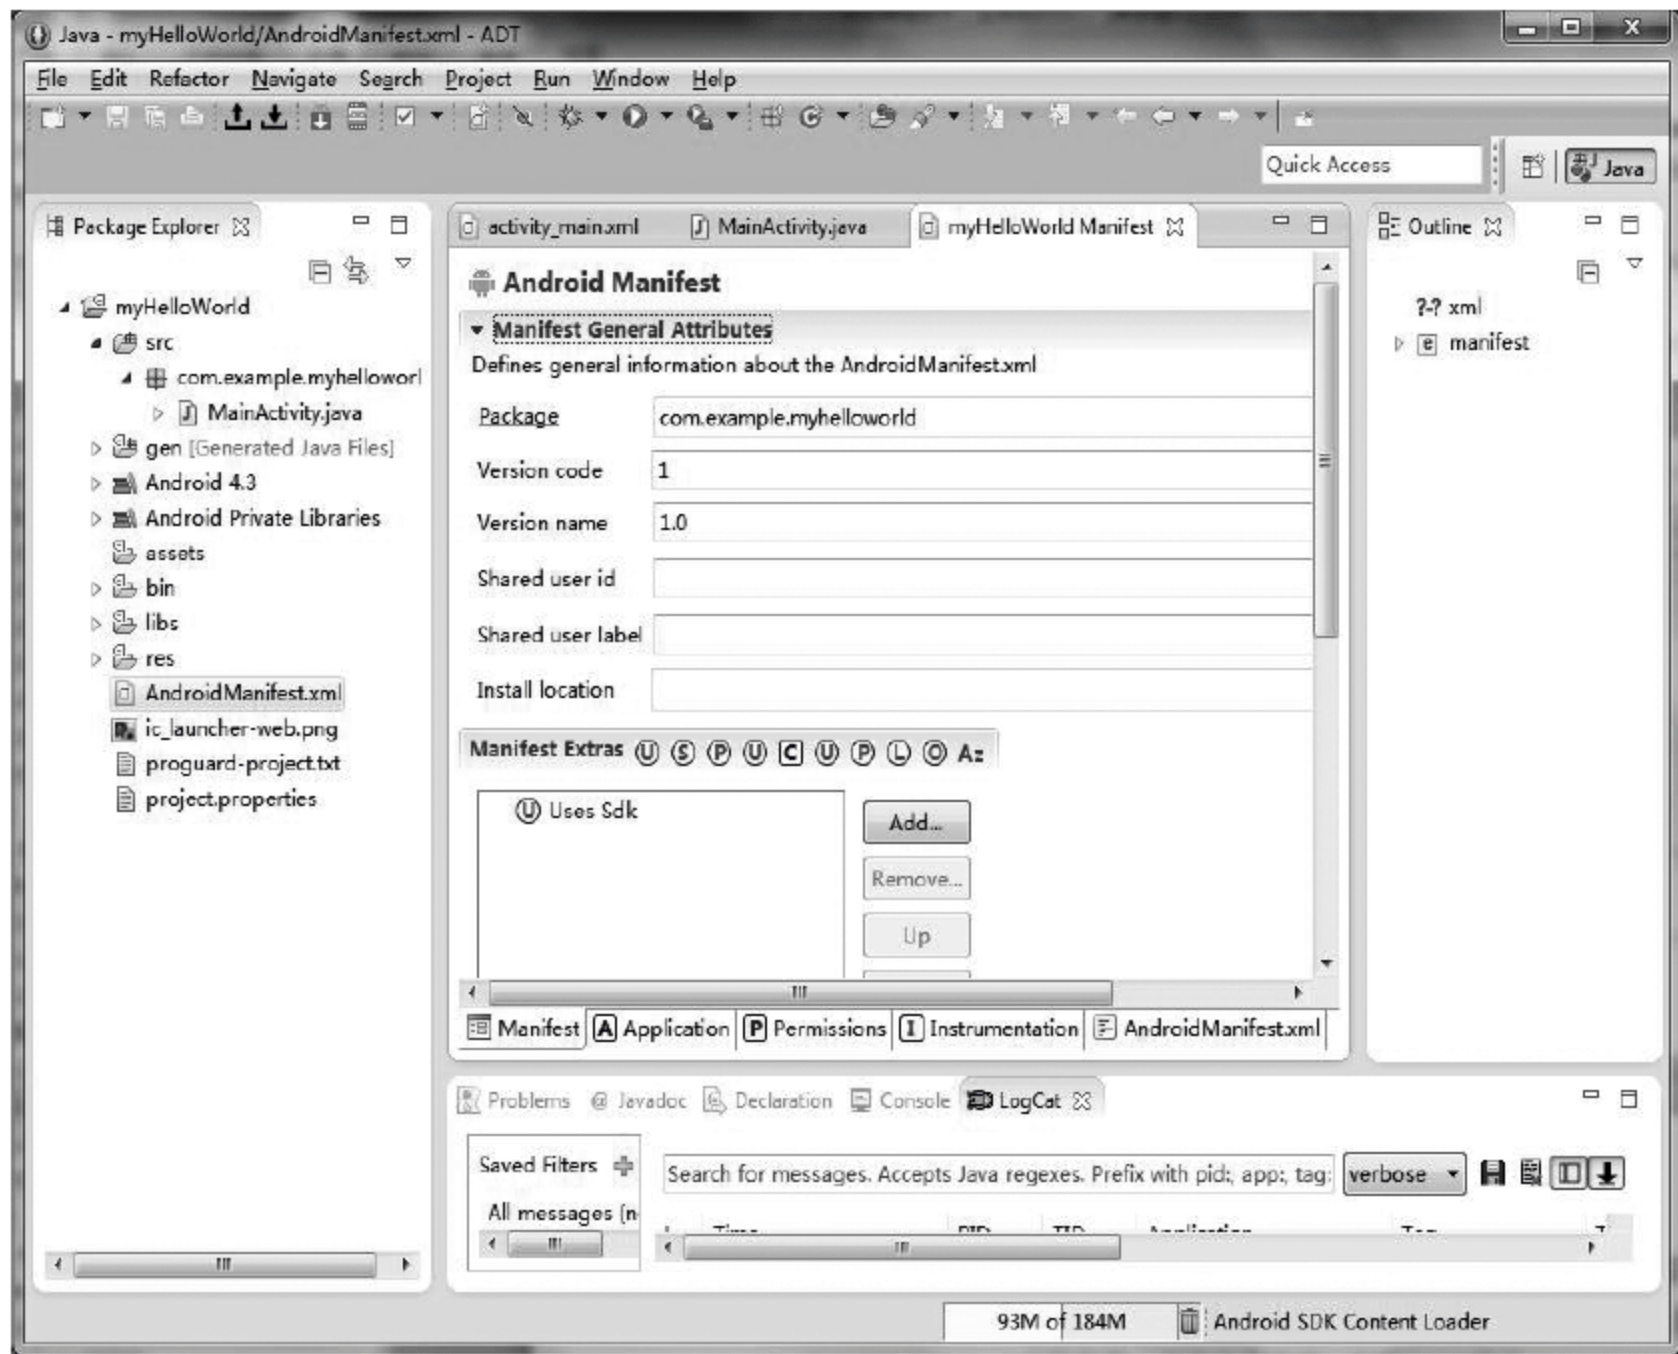 Java - myHelloWorld/AndroidManifest.xml - ADT
File Edit Refactor Navigate Search Project Run Window Help
Quick Access
Java
Package Explorer
myHelloWorld
src
com.example.myhelloworl
MainActivity.java
gen [Generated Java Files]
Android 4.3
Android Private Libraries
assets
bin
libs
res
AndroidManifest.xml
ic_launcher-web.png
proguard-project.txt
project.properties
activity_main.xml MainActivity.java myHelloWorld Manifest
Android Manifest
Manifest General Attributes
Defines general information about the AndroidManifest.xml
Package com.example.myhelloworld
Version code 1
Version name 1.0
Shared user id
Shared user label
Install location
Manifest Extras U S P U C U P L O Az
U Uses Sdk
Add...
Remove...
Up
Manifest A Application P Permissions I Instrumentation AndroidManifest.xml
Outline
?-? xml
e manifest
Problems @ Javadoc Declaration Console LogCat
Saved Filters
All messages (n
Search for messages. Accepts Java regexes. Prefix with pid:, app:, tag:
verbose
Time PID TID Application Tag
93M of 184M
Android SDK Content Loader